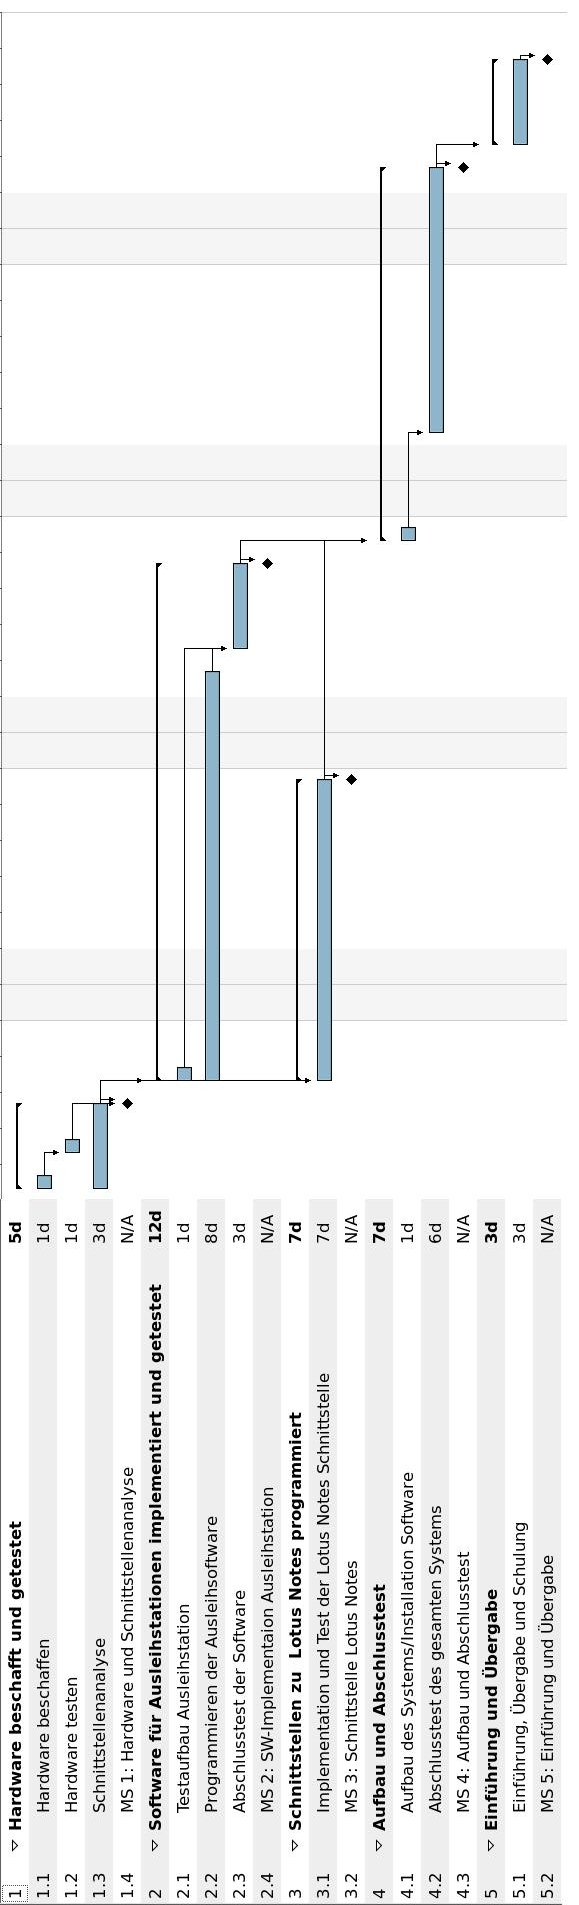 1 Hardware beschafft und getestet 5d
1.1 Hardware beschaffen 1d
1.2 Hardware testen 1d
1.3 Schnittstellenanalyse 3d
1.4 MS 1: Hardware und Schnittstellenanalyse N/A
2 Software für Ausleihstationen implementiert und getestet 12d
2.1 Testaufbau Ausleihstation 1d
2.2 Programmieren der Ausleihsoftware 8d
2.3 Abschlusstest der Software 3d
2.4 MS 2: SW-Implementaion Ausleihstation N/A
3 Schnittstellen zu Lotus Notes programmiert 7d
3.1 Implementation und Test der Lotus Notes Schnittstelle 7d
3.2 MS 3: Schnittstelle Lotus Notes N/A
4 Aufbau und Abschlusstest 7d
4.1 Aufbau des Systems/Installation Software 1d
4.2 Abschlusstest des gesamten Systems 6d
4.3 MS 4: Aufbau und Abschlusstest N/A
5 Einführung und Übergabe 3d
5.1 Einführung, Übergabe und Schulung 3d
5.2 MS 5: Einführung und Übergabe N/A